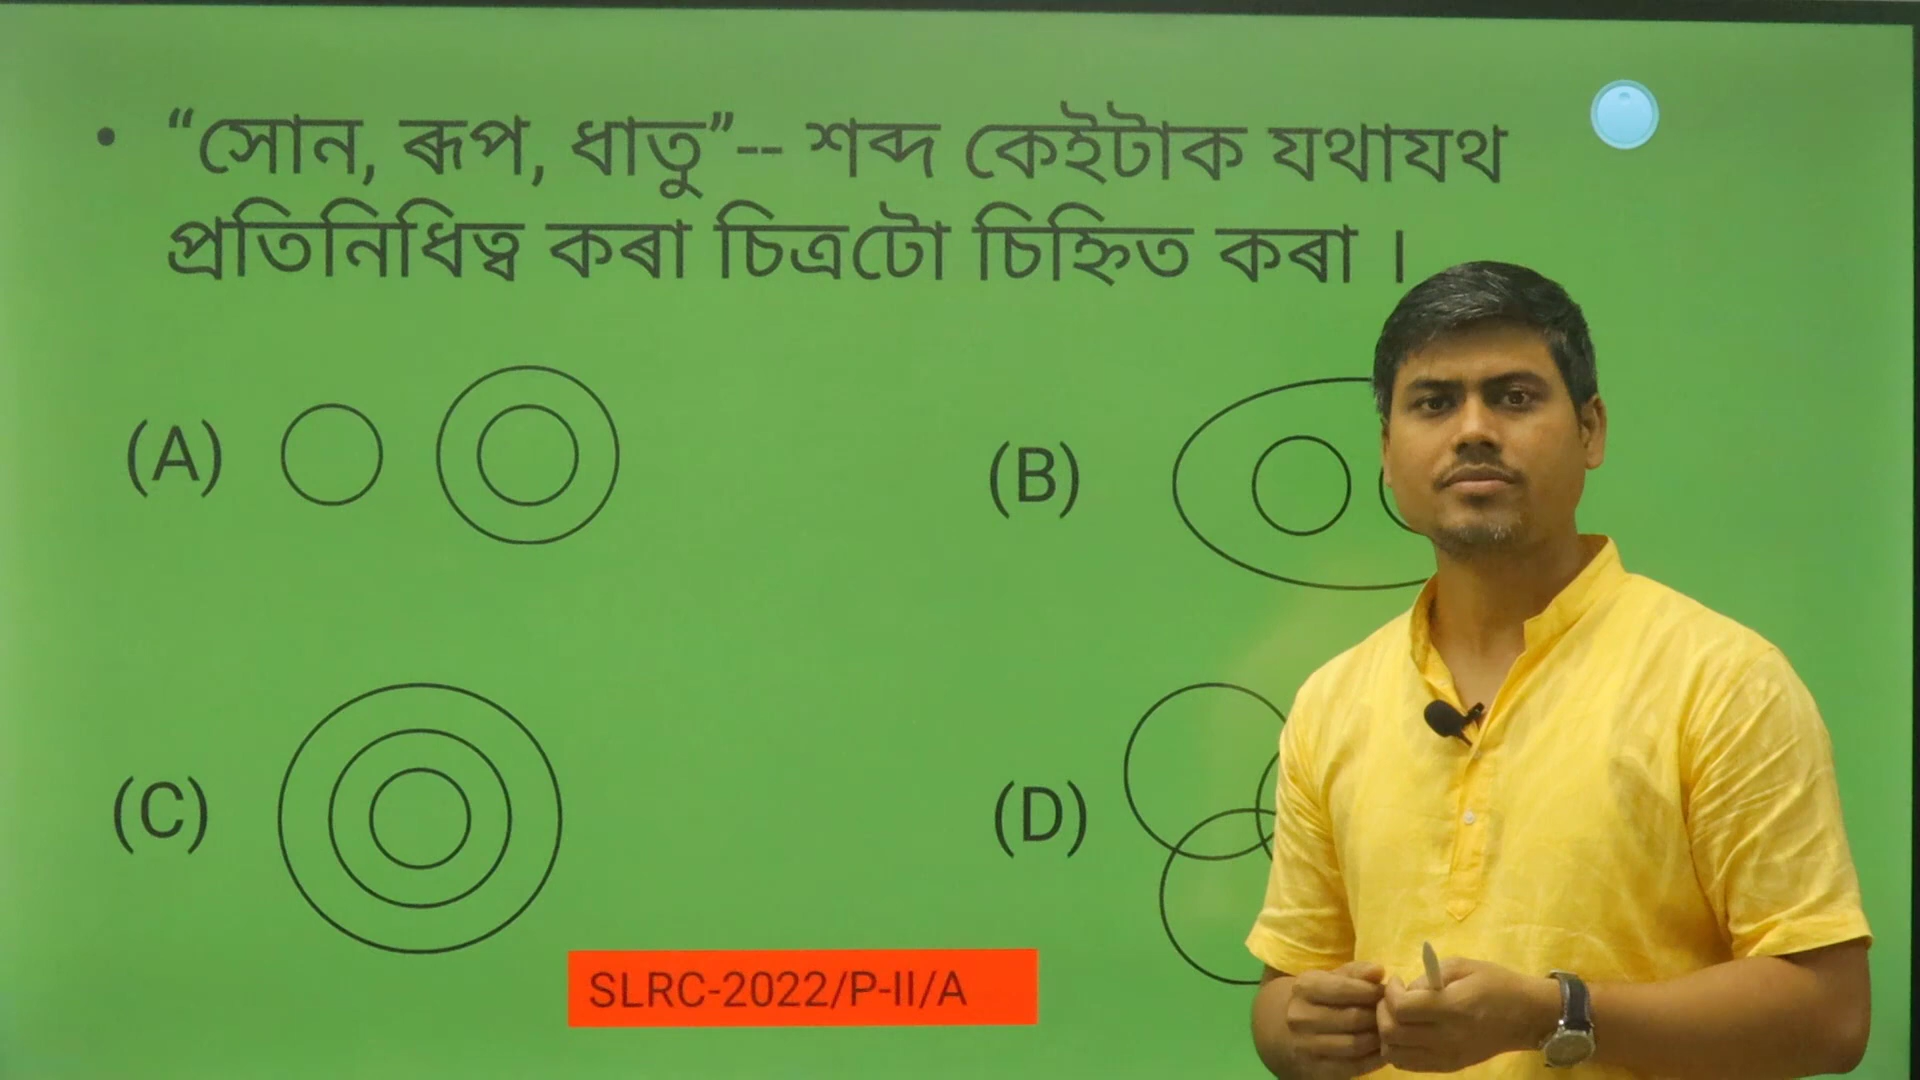 • “সোন, ৰূপ, ধাতু”-- শব্দ কেইটাক যথাযথ
প্ৰতিনিধিত্ব কৰা চিত্ৰটো চিহ্নিত কৰা ।
(A)
(B)
(C)
(D)
SLRC-2022/P-II/A